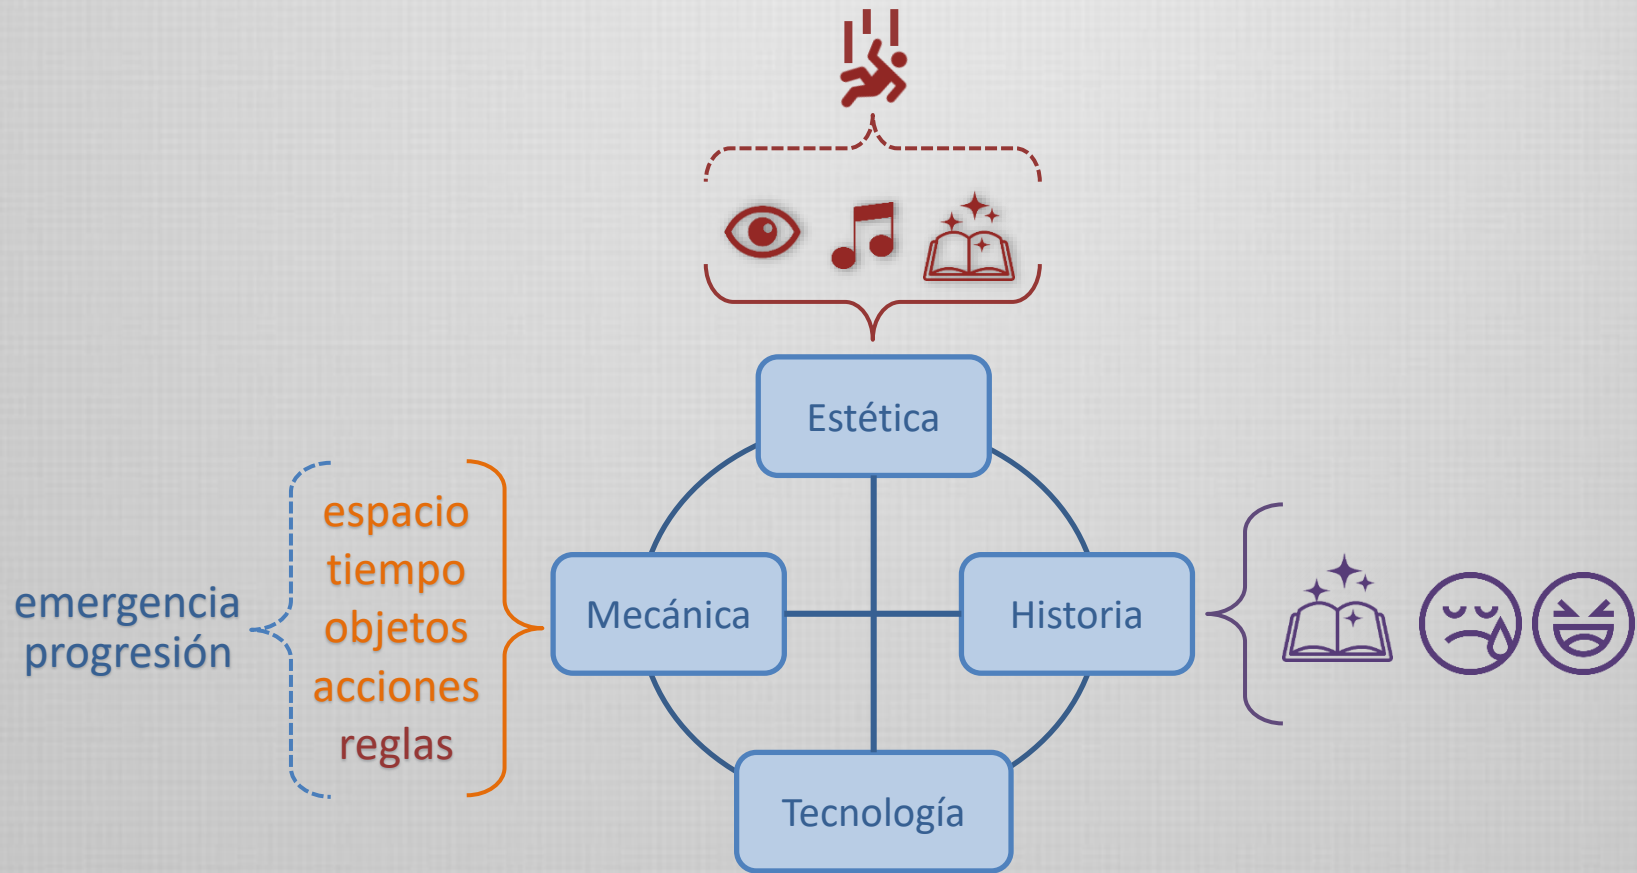 Estética
emergencia
progresión
espacio
tiempo
objetos
acciones
reglas
Mecánica
Historia
Tecnología